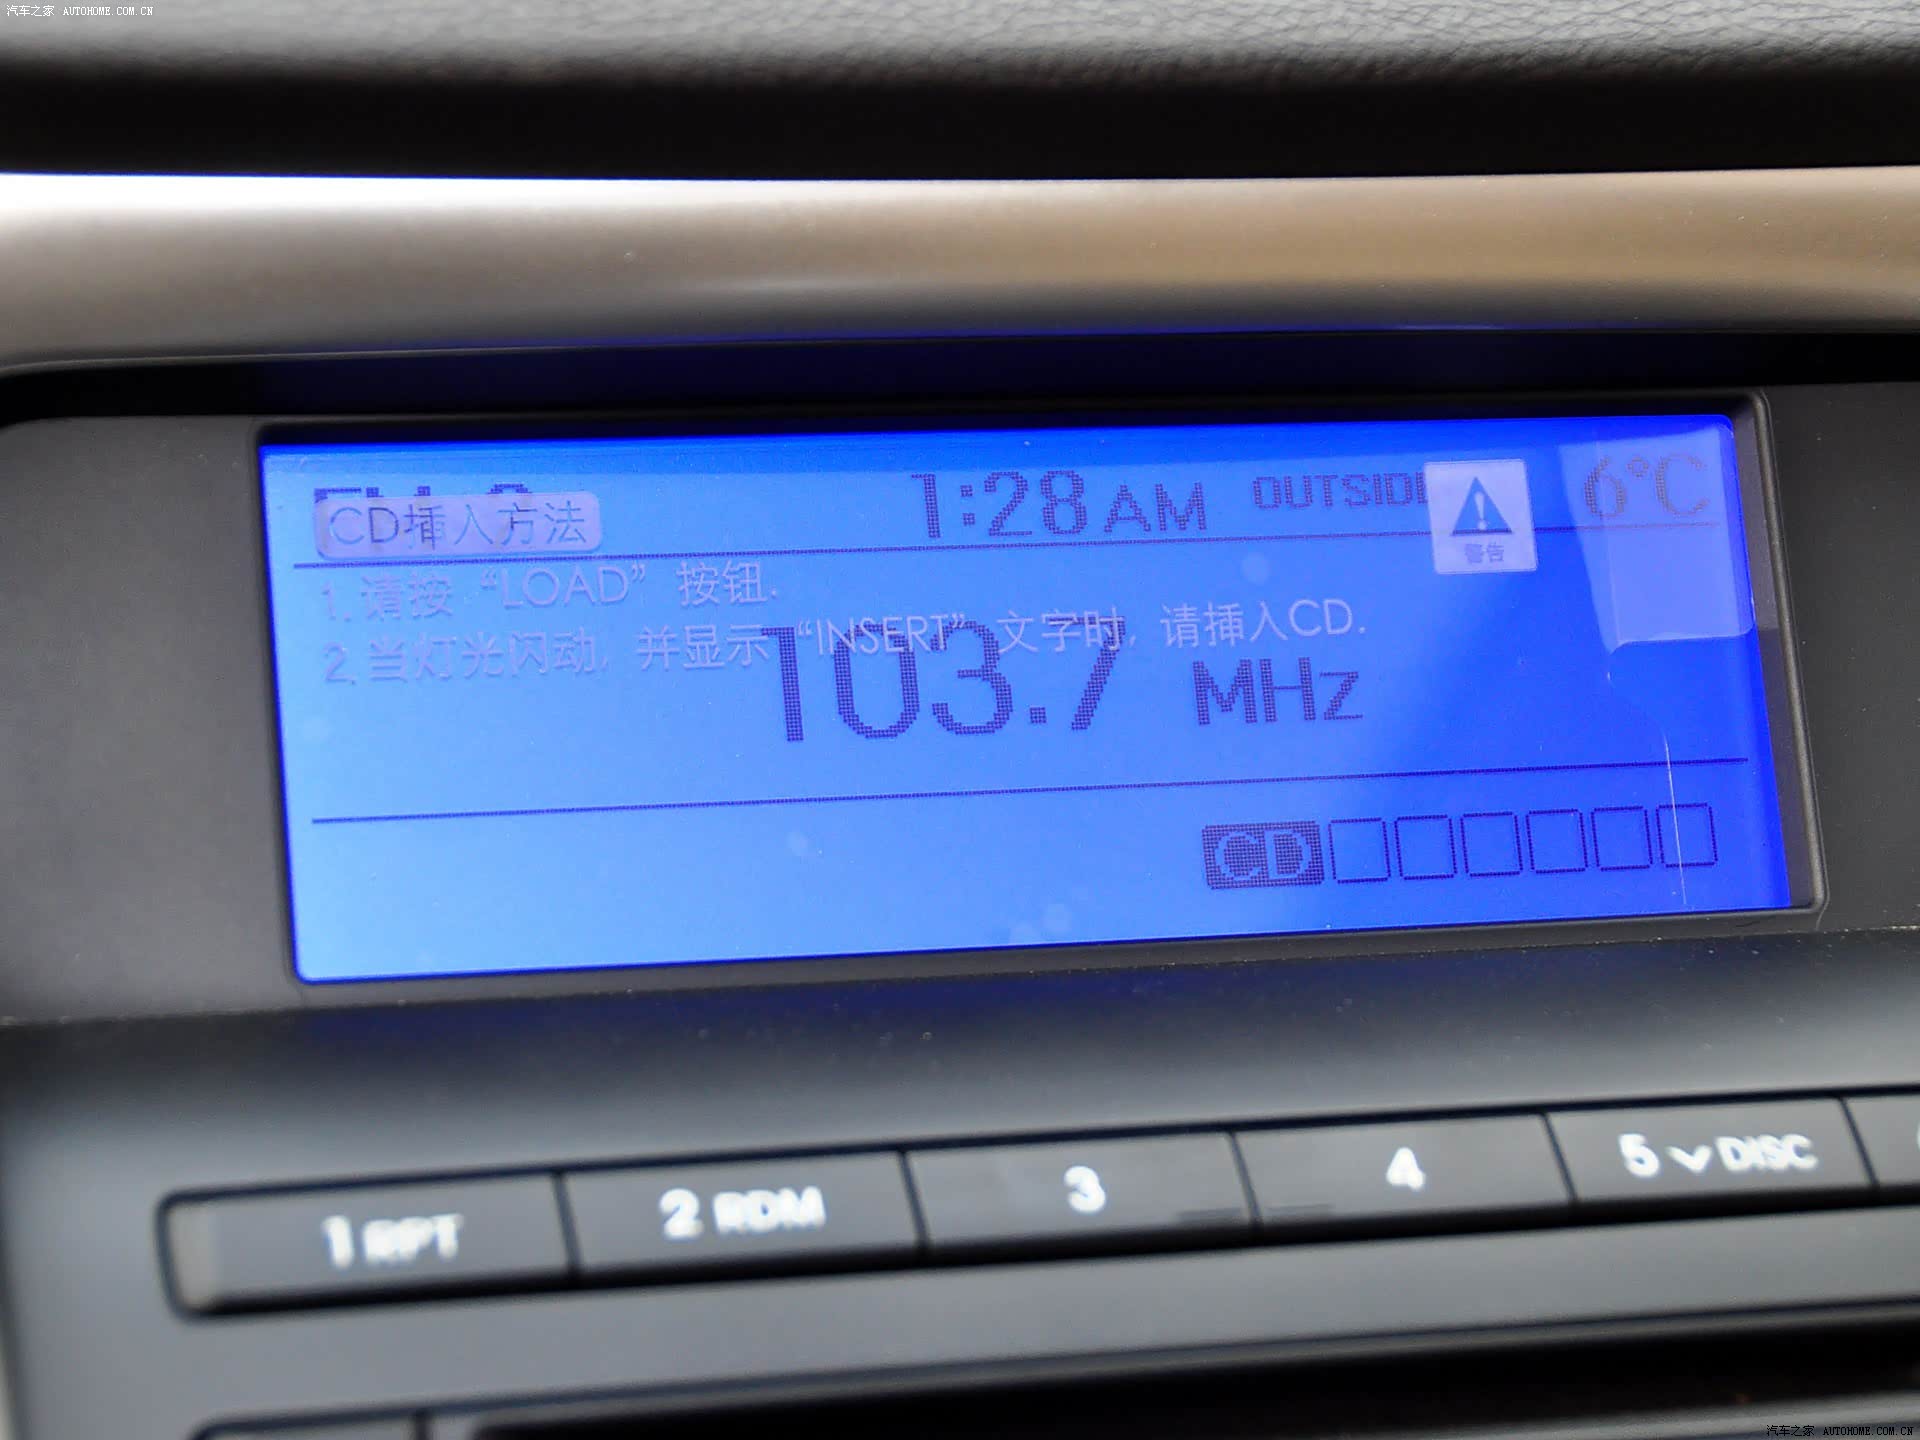 汽车之家 AUTOHOME.COM.CN
1:28 AM
6°C
CD插入方法
警告
1.请按“LOAD”按钮.
2.当灯光闪动,并显示“INSERT”文字时,请插入CD.
103.7 MHz
CD
1 RPT
2 RDM
3
4
5 DISC
汽车之家 AUTOHOME.COM.CN